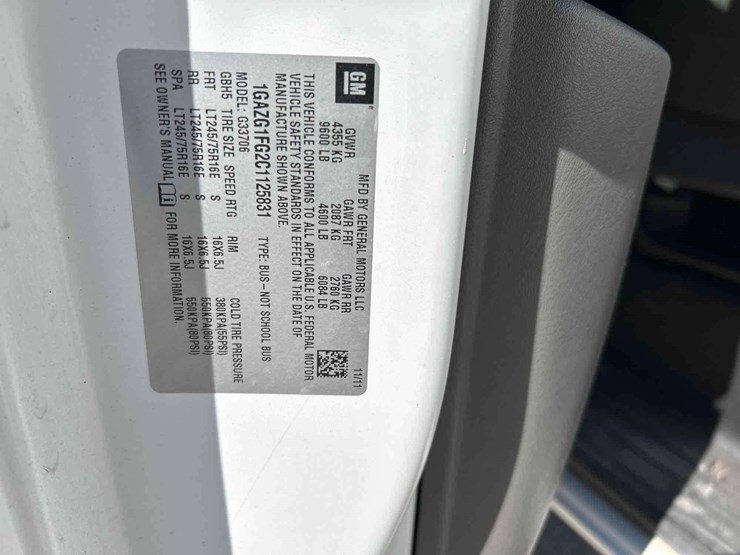 GM®
MFD BY GENERAL MOTORS LLC 11/11
GVWR GAWR FRT GAWR RR
4355 KG 2087 KG 2760 KG
9600 LB 4600 LB 6084 LB
THIS VEHICLE CONFORMS TO ALL APPLICABLE U.S. FEDERAL MOTOR
VEHICLE SAFETY STANDARDS IN EFFECT ON THE DATE OF
MANUFACTURE SHOWN ABOVE.
1GAZG1FG2C1125881 TYPE: BUS–NOT SCHOOL BUS
MODEL: G33706
GBH5 TIRE SIZE SPEED RTG RIM COLD TIRE PRESSURE
FRT LT245/75R16E S 16X6.5J 380KPA(55PSI)
RR LT245/75R16E S 16X6.5J 550KPA(80PSI)
SPA LT245/75R16E S 16X6.5J 550KPA(80PSI)
SEE OWNER'S MANUAL FOR MORE INFORMATION.